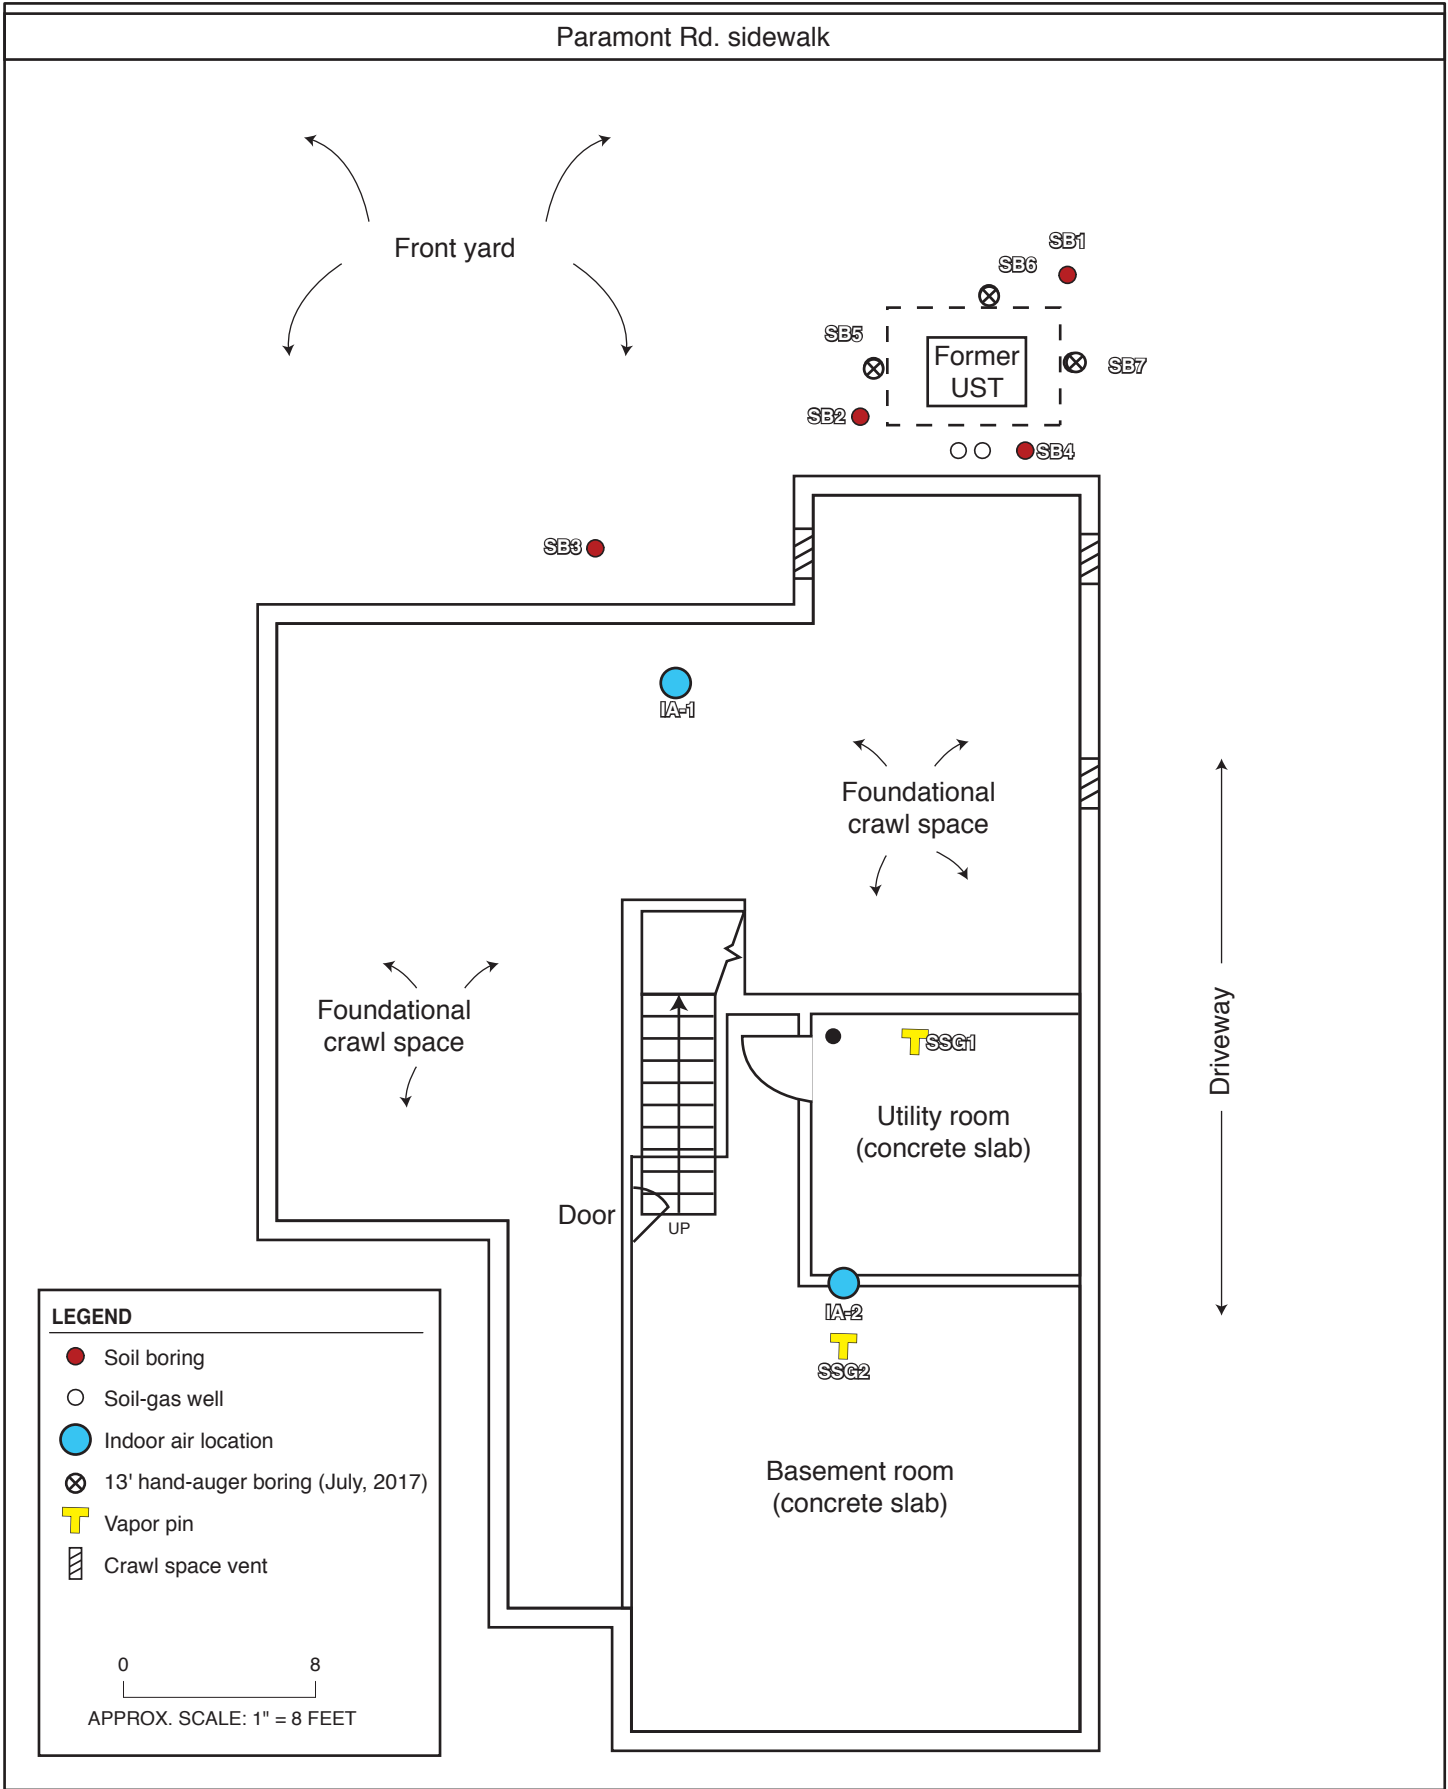 Paramont Rd. sidewalk
Front yard
SB1
SB6
SB5
Former
UST
SB7
SB2
SB4
SB3
IA-1
Foundational
crawl space
Foundational
crawl space
SSG1
Utility room
(concrete slab)
Driveway
Door
UP
IA-2
SSG2
Basement room
(concrete slab)
LEGEND
Soil boring
Soil-gas well
Indoor air location
13' hand-auger boring (July, 2017)
Vapor pin
Crawl space vent
0 8
APPROX. SCALE: 1" = 8 FEET